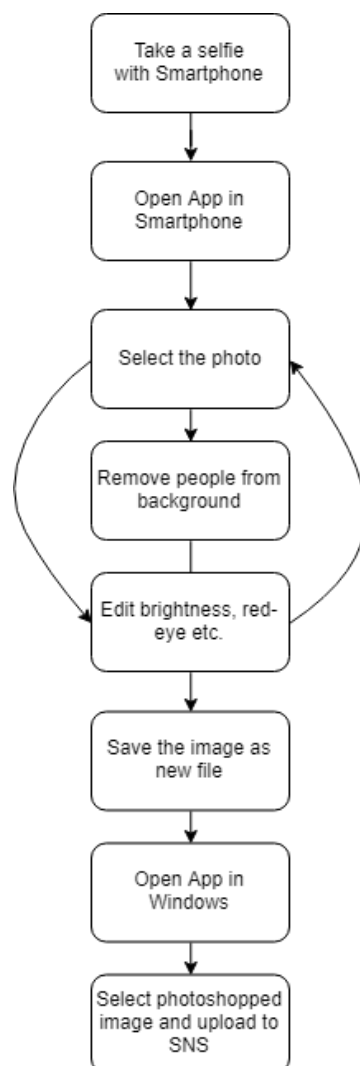 Take a selfie
with Smartphone
Open App in
Smartphone
Select the photo
Remove people from
background
Edit brightness, red-
eye etc.
Save the image as
new file
Open App in
Windows
Select photoshopped
image and upload to
SNS